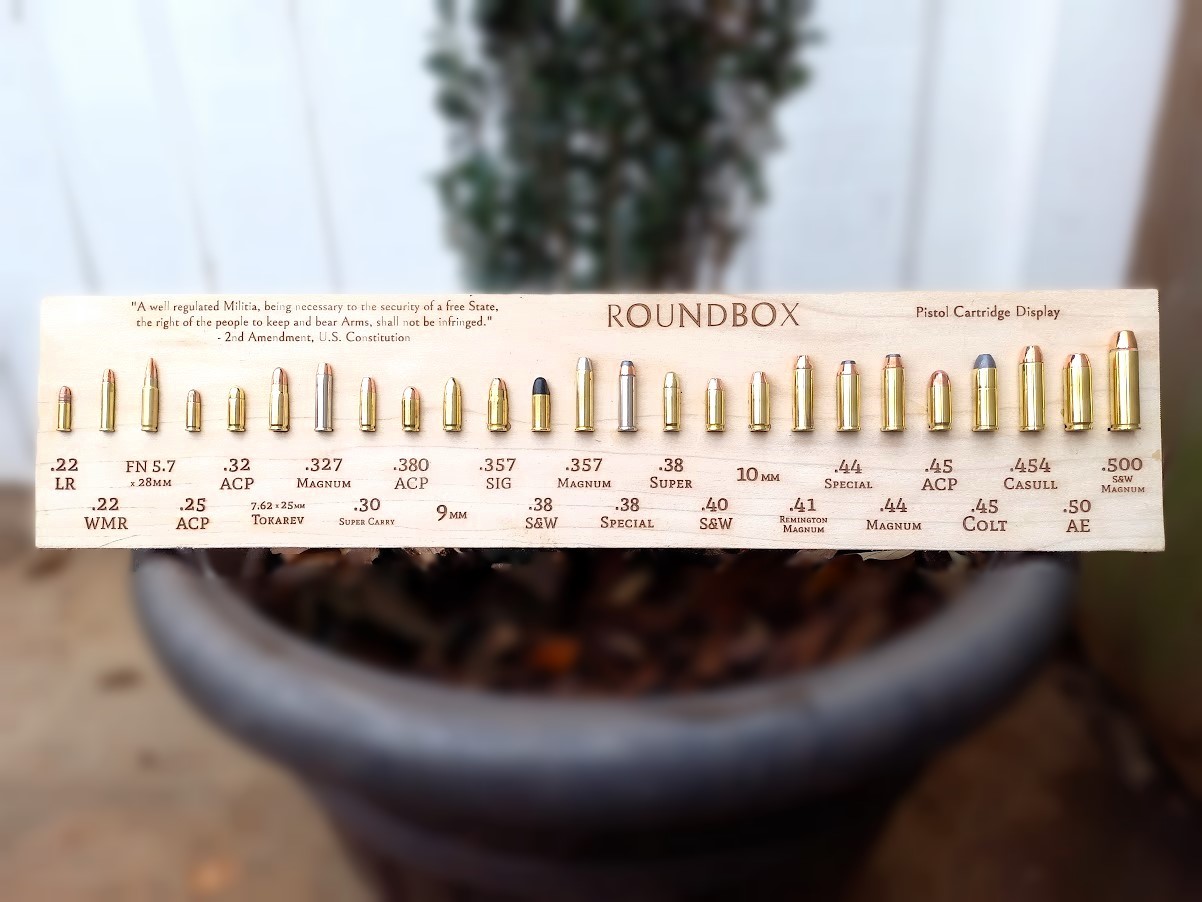 "A well regulated Militia, being necessary to the security of a free State,
the right of the people to keep and bear Arms, shall not be infringed."
- 2nd Amendment, U.S. Constitution
ROUNDBOX
Pistol Cartridge Display
.22
LR
.22
WMR
FN 5.7
x 28MM
.25
ACP
.32
ACP
7.62 x 25MM
TOKAREV
.327
MAGNUM
.30
SUPER CARRY
.380
ACP
9MM
.357
SIG
.38
S&W
.357
MAGNUM
.38
SPECIAL
.38
SUPER
.40
S&W
10MM
.41
REMINGTON
MAGNUM
.44
SPECIAL
.44
MAGNUM
.45
ACP
.45
COLT
.454
CASULL
.50
AE
.500
S&W
MAGNUM